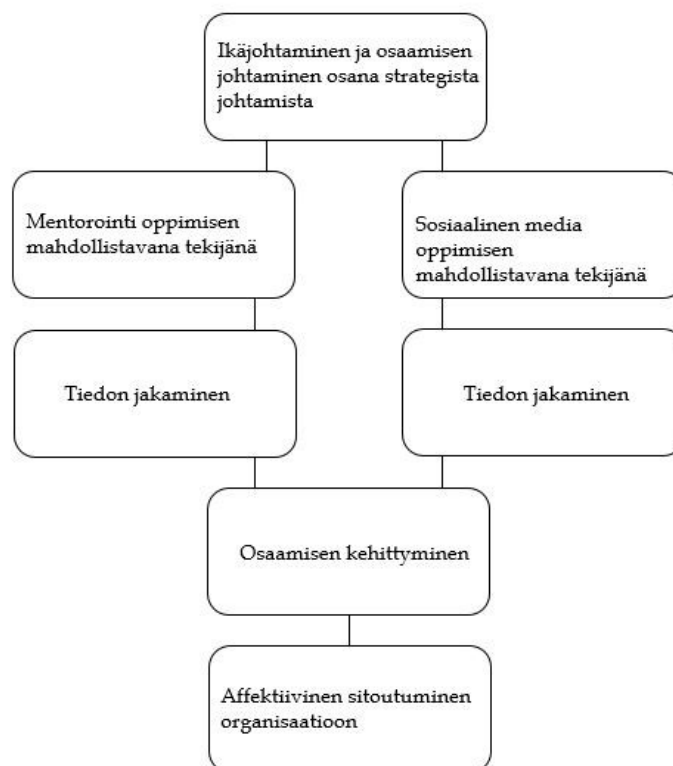 Ikäjohtaminen ja osaamisen
johtaminen osana strategista
johtamista
Mentorointi oppimisen
mahdollistavana tekijänä
Sosiaalinen media
oppimisen
mahdollistavana tekijänä
Tiedon jakaminen
Tiedon jakaminen
Osaamisen kehittyminen
Affektiivinen sitoutuminen
organisaatioon